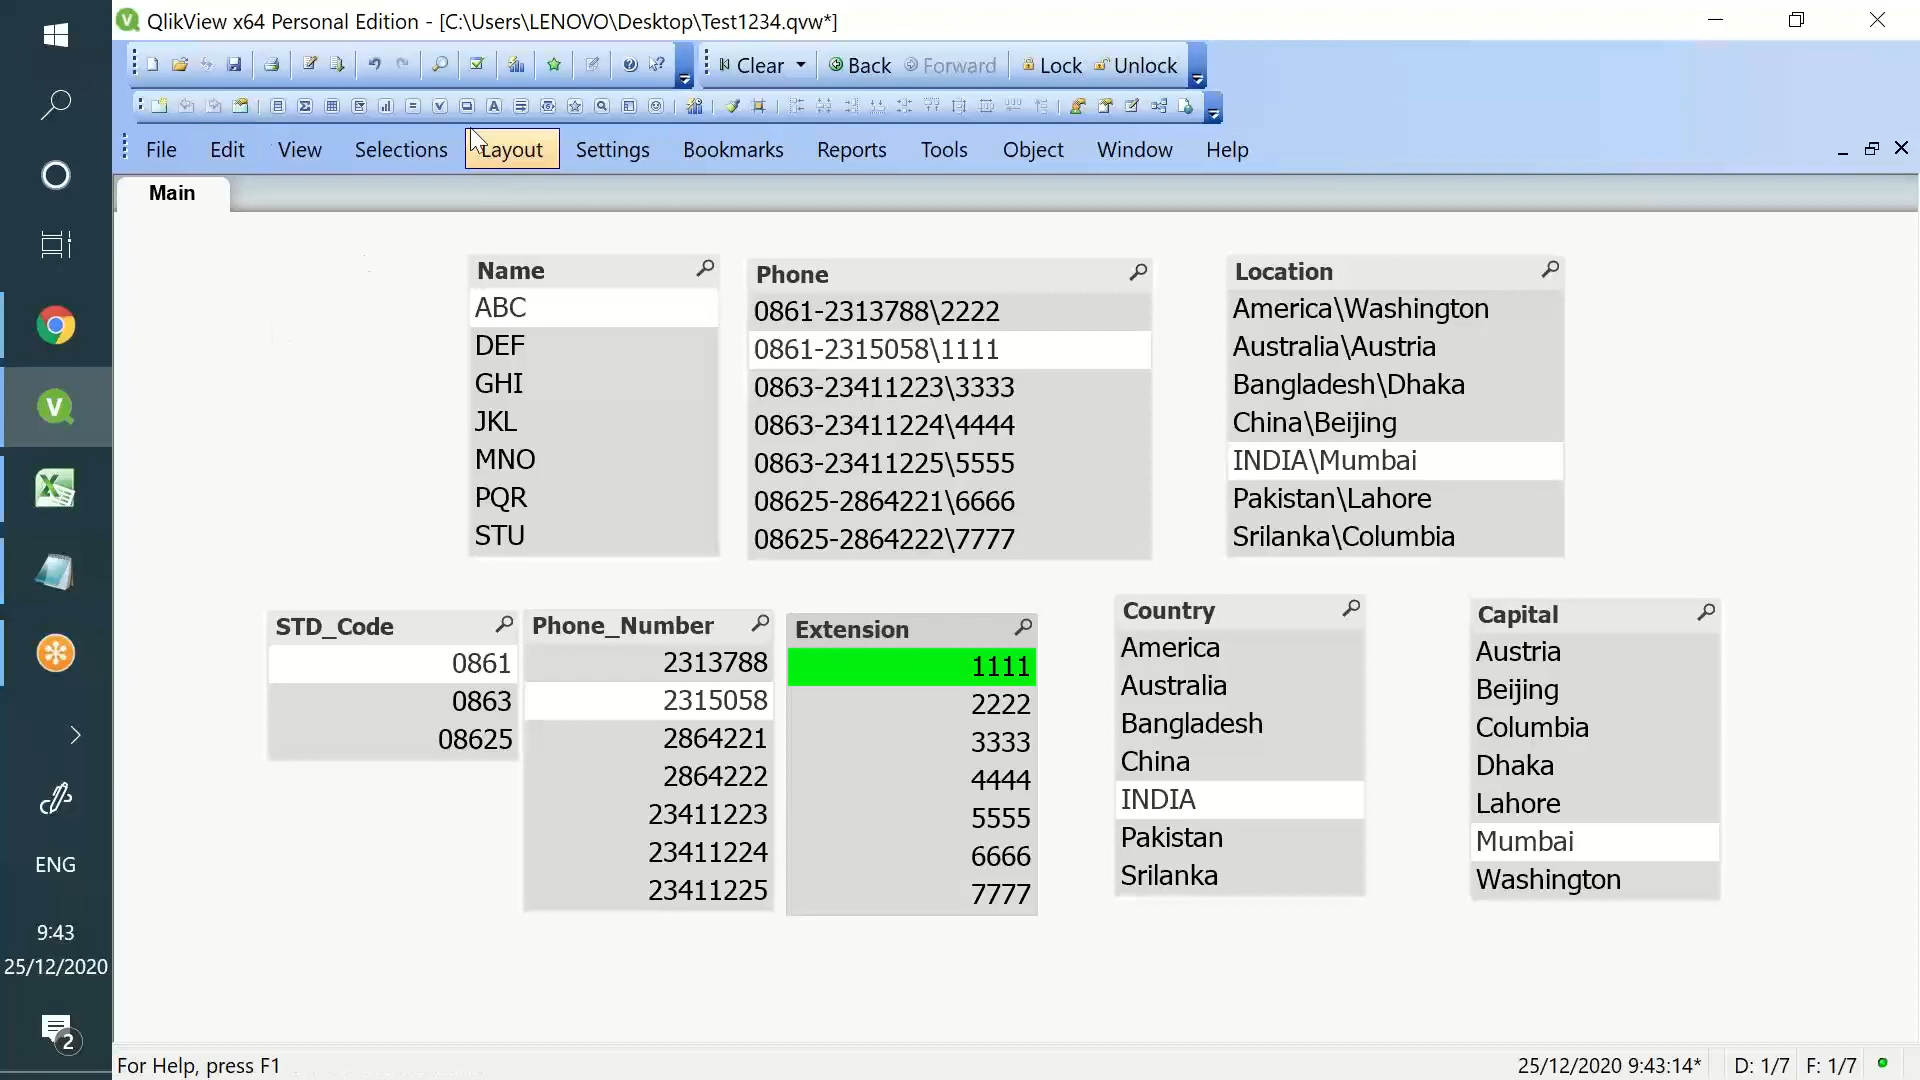 QlikView x64 Personal Edition - [C:\Users\LENOVO\Desktop\Test1234.qvw*]
Clear Back Forward Lock Unlock
File Edit View Selections Layout Settings Bookmarks Reports Tools Object Window Help
Main
Name
ABC
DEF
GHI
JKL
MNO
PQR
STU
Phone
0861-2313788\2222
0861-2315058\1111
0863-23411223\3333
0863-23411224\4444
0863-23411225\5555
08625-2864221\6666
08625-2864222\7777
Location
America\Washington
Australia\Austria
Bangladesh\Dhaka
China\Beijing
INDIA\Mumbai
Pakistan\Lahore
Srilanka\Columbia
STD_Code
0861
0863
08625
Phone_Number
2313788
2315058
2864221
2864222
23411223
23411224
23411225
Extension
1111
2222
3333
4444
5555
6666
7777
Country
America
Australia
Bangladesh
China
INDIA
Pakistan
Srilanka
Capital
Austria
Beijing
Columbia
Dhaka
Lahore
Mumbai
Washington
ENG
9:43
25/12/2020
2
For Help, press F1
25/12/2020 9:43:14* D: 1/7 F: 1/7